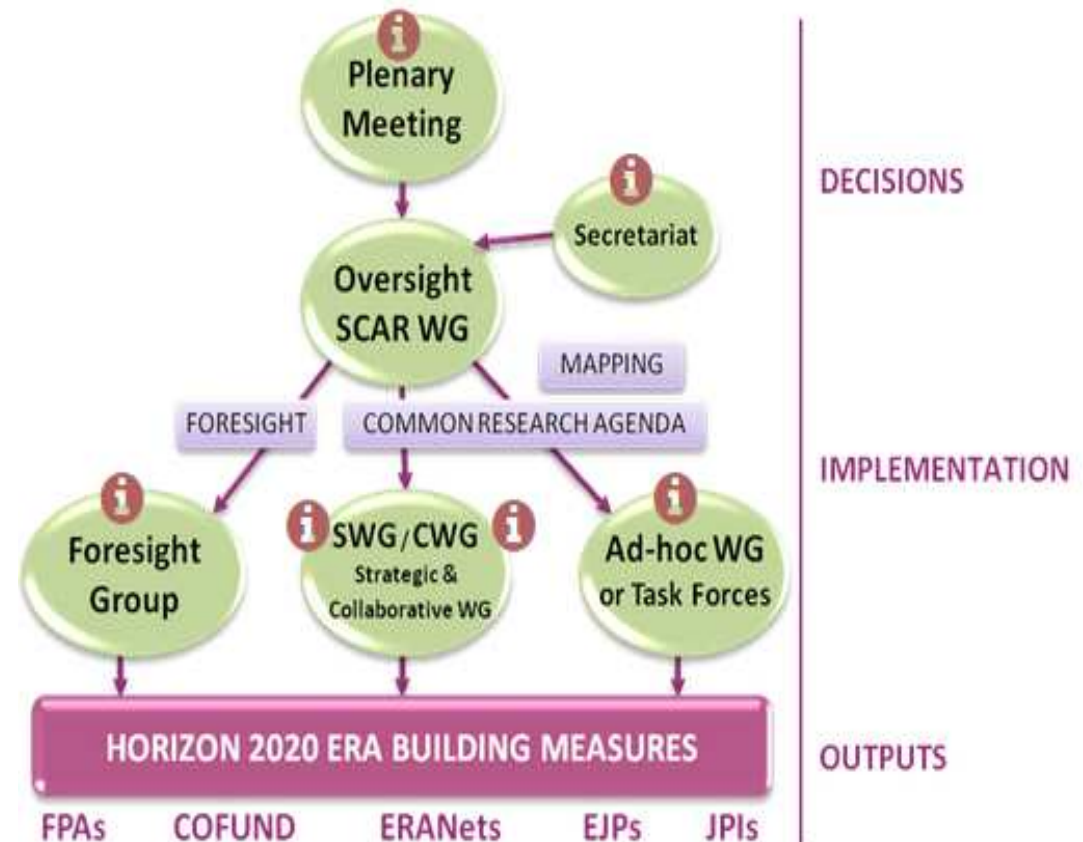 i
Plenary
Meeting
DECISIONS
i
Secretariat
Oversight
SCAR WG
MAPPING
FORESIGHT
COMMON RESEARCH AGENDA
IMPLEMENTATION
i
Foresight
Group
i
SWG / CWG
i
Strategic &
Collaborative WG
i
Ad-hoc WG
or Task Forces
HORIZON 2020 ERA BUILDING MEASURES
OUTPUTS
FPAs COFUND ERANets EJPs JPIs